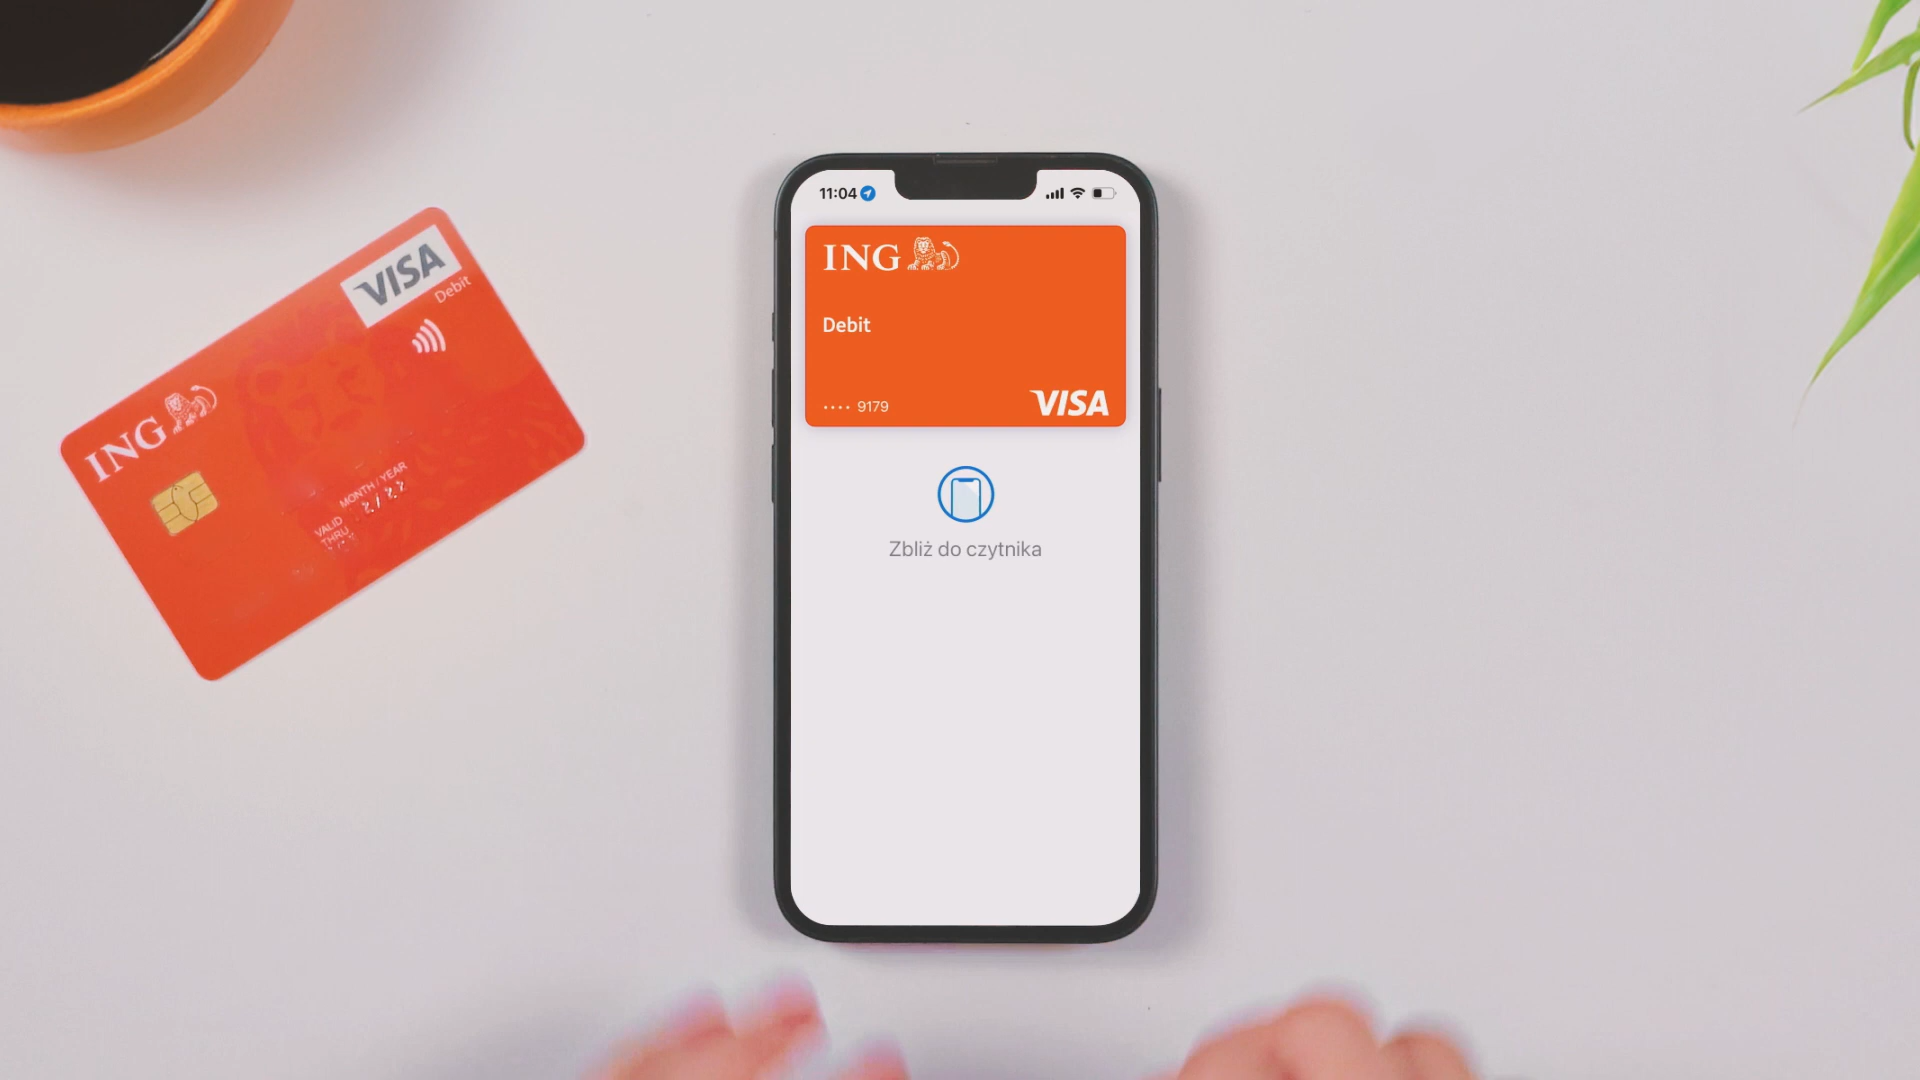 VISA
Debit
ING
MONTH / YEAR
VALID
THRU
11:04
ING
Debit
•••• 9179
VISA
Zbliż do czytnika